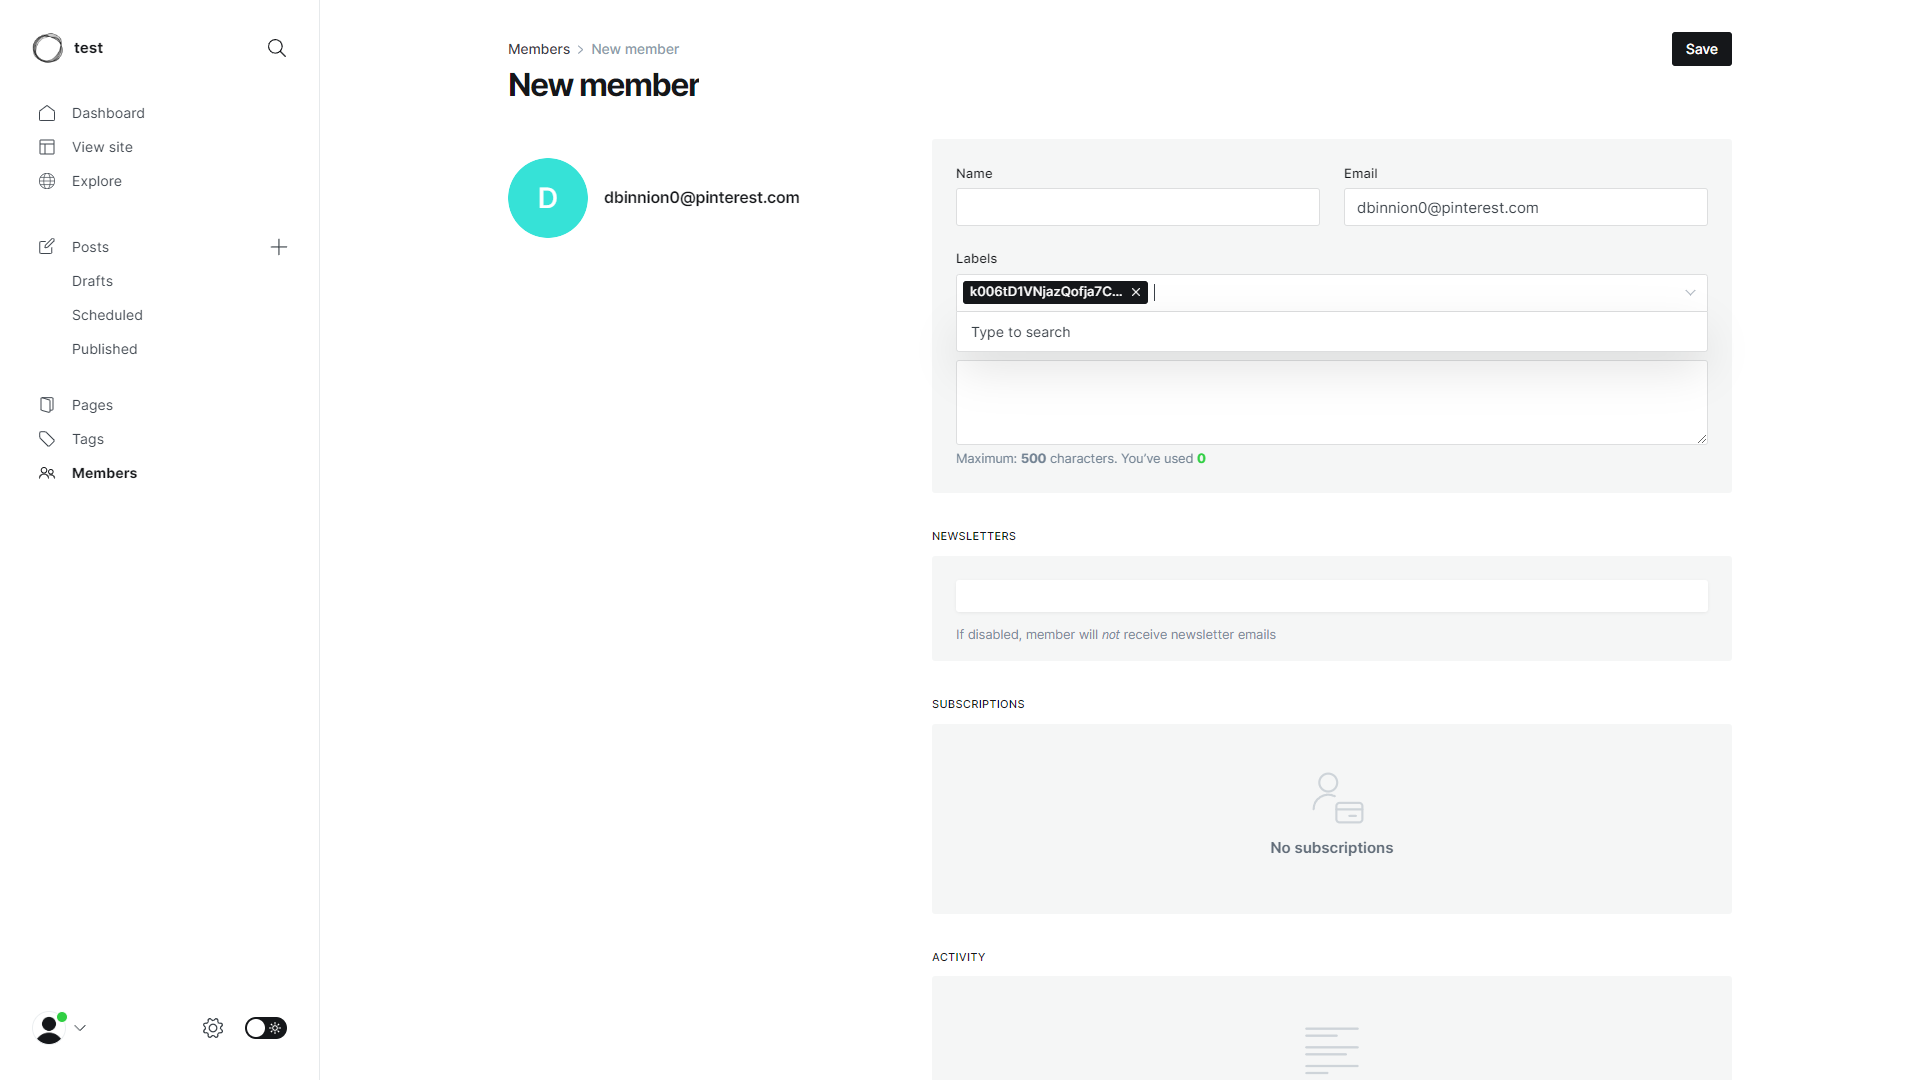 test
Dashboard
View site
Explore
Posts
Drafts
Scheduled
Published
Pages
Tags
Members
Members > New member
New member
Save
D
dbinnion0@pinterest.com
Name
Email
dbinnion0@pinterest.com
Labels
k006tD1VNjazQofja7C...
Type to search
Maximum: 500 characters. You've used 0
NEWSLETTERS
If disabled, member will not receive newsletter emails
SUBSCRIPTIONS
No subscriptions
ACTIVITY